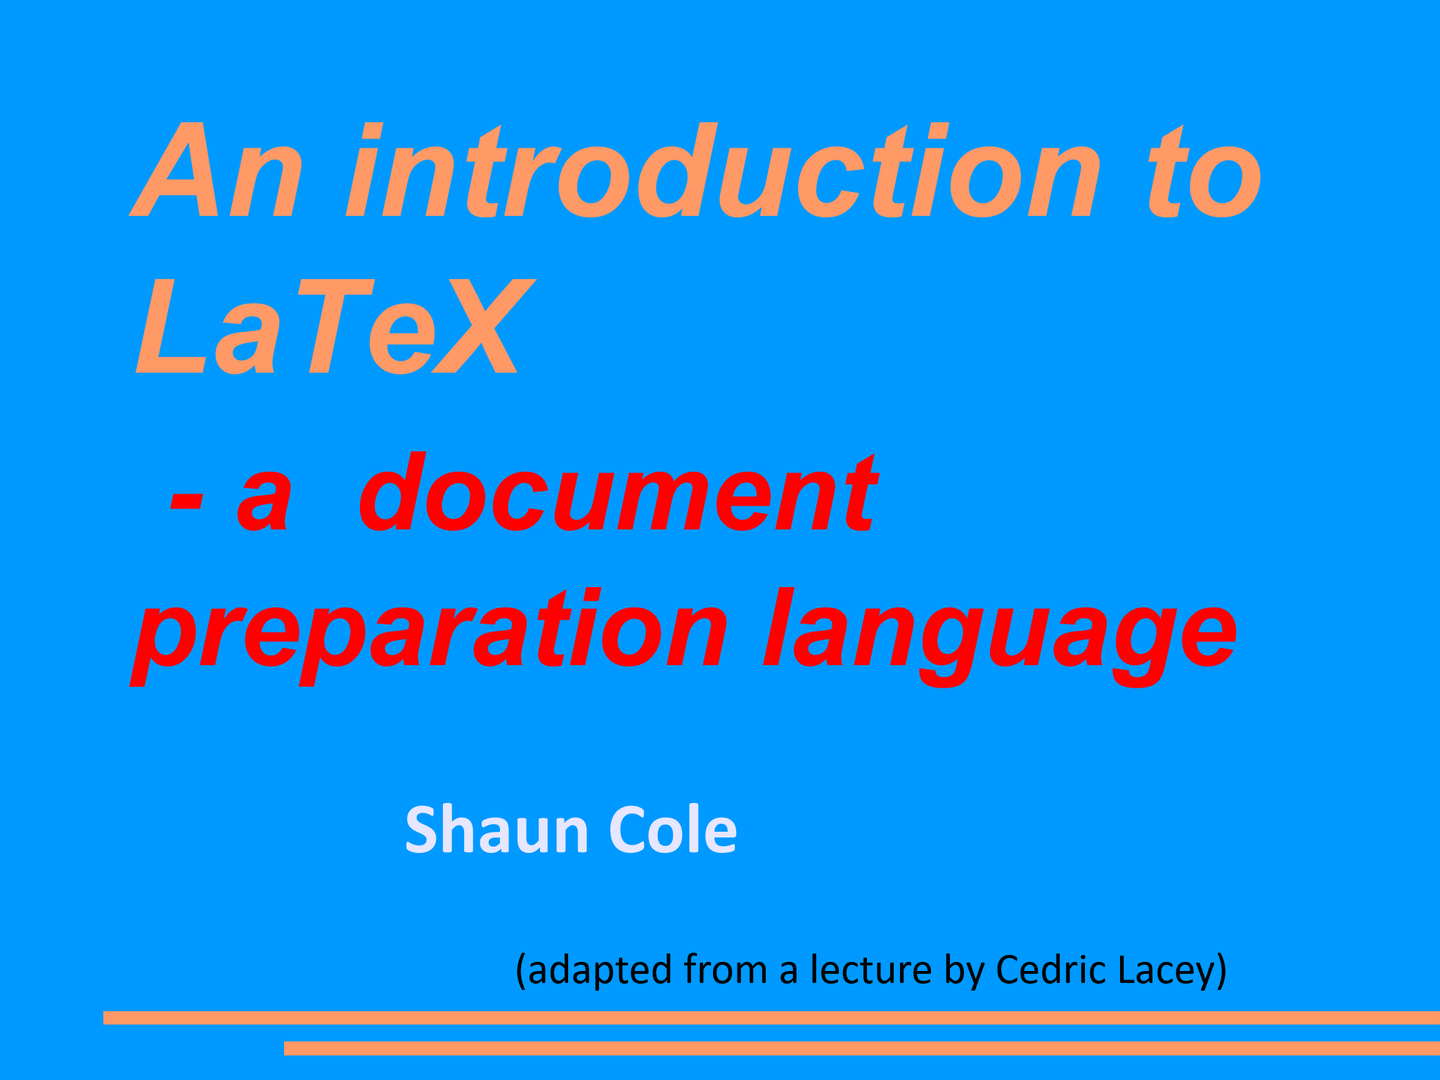 An introduction to
LaTeX
- a  document
preparation language
Shaun Cole
(adapted from a lecture by Cedric Lacey)